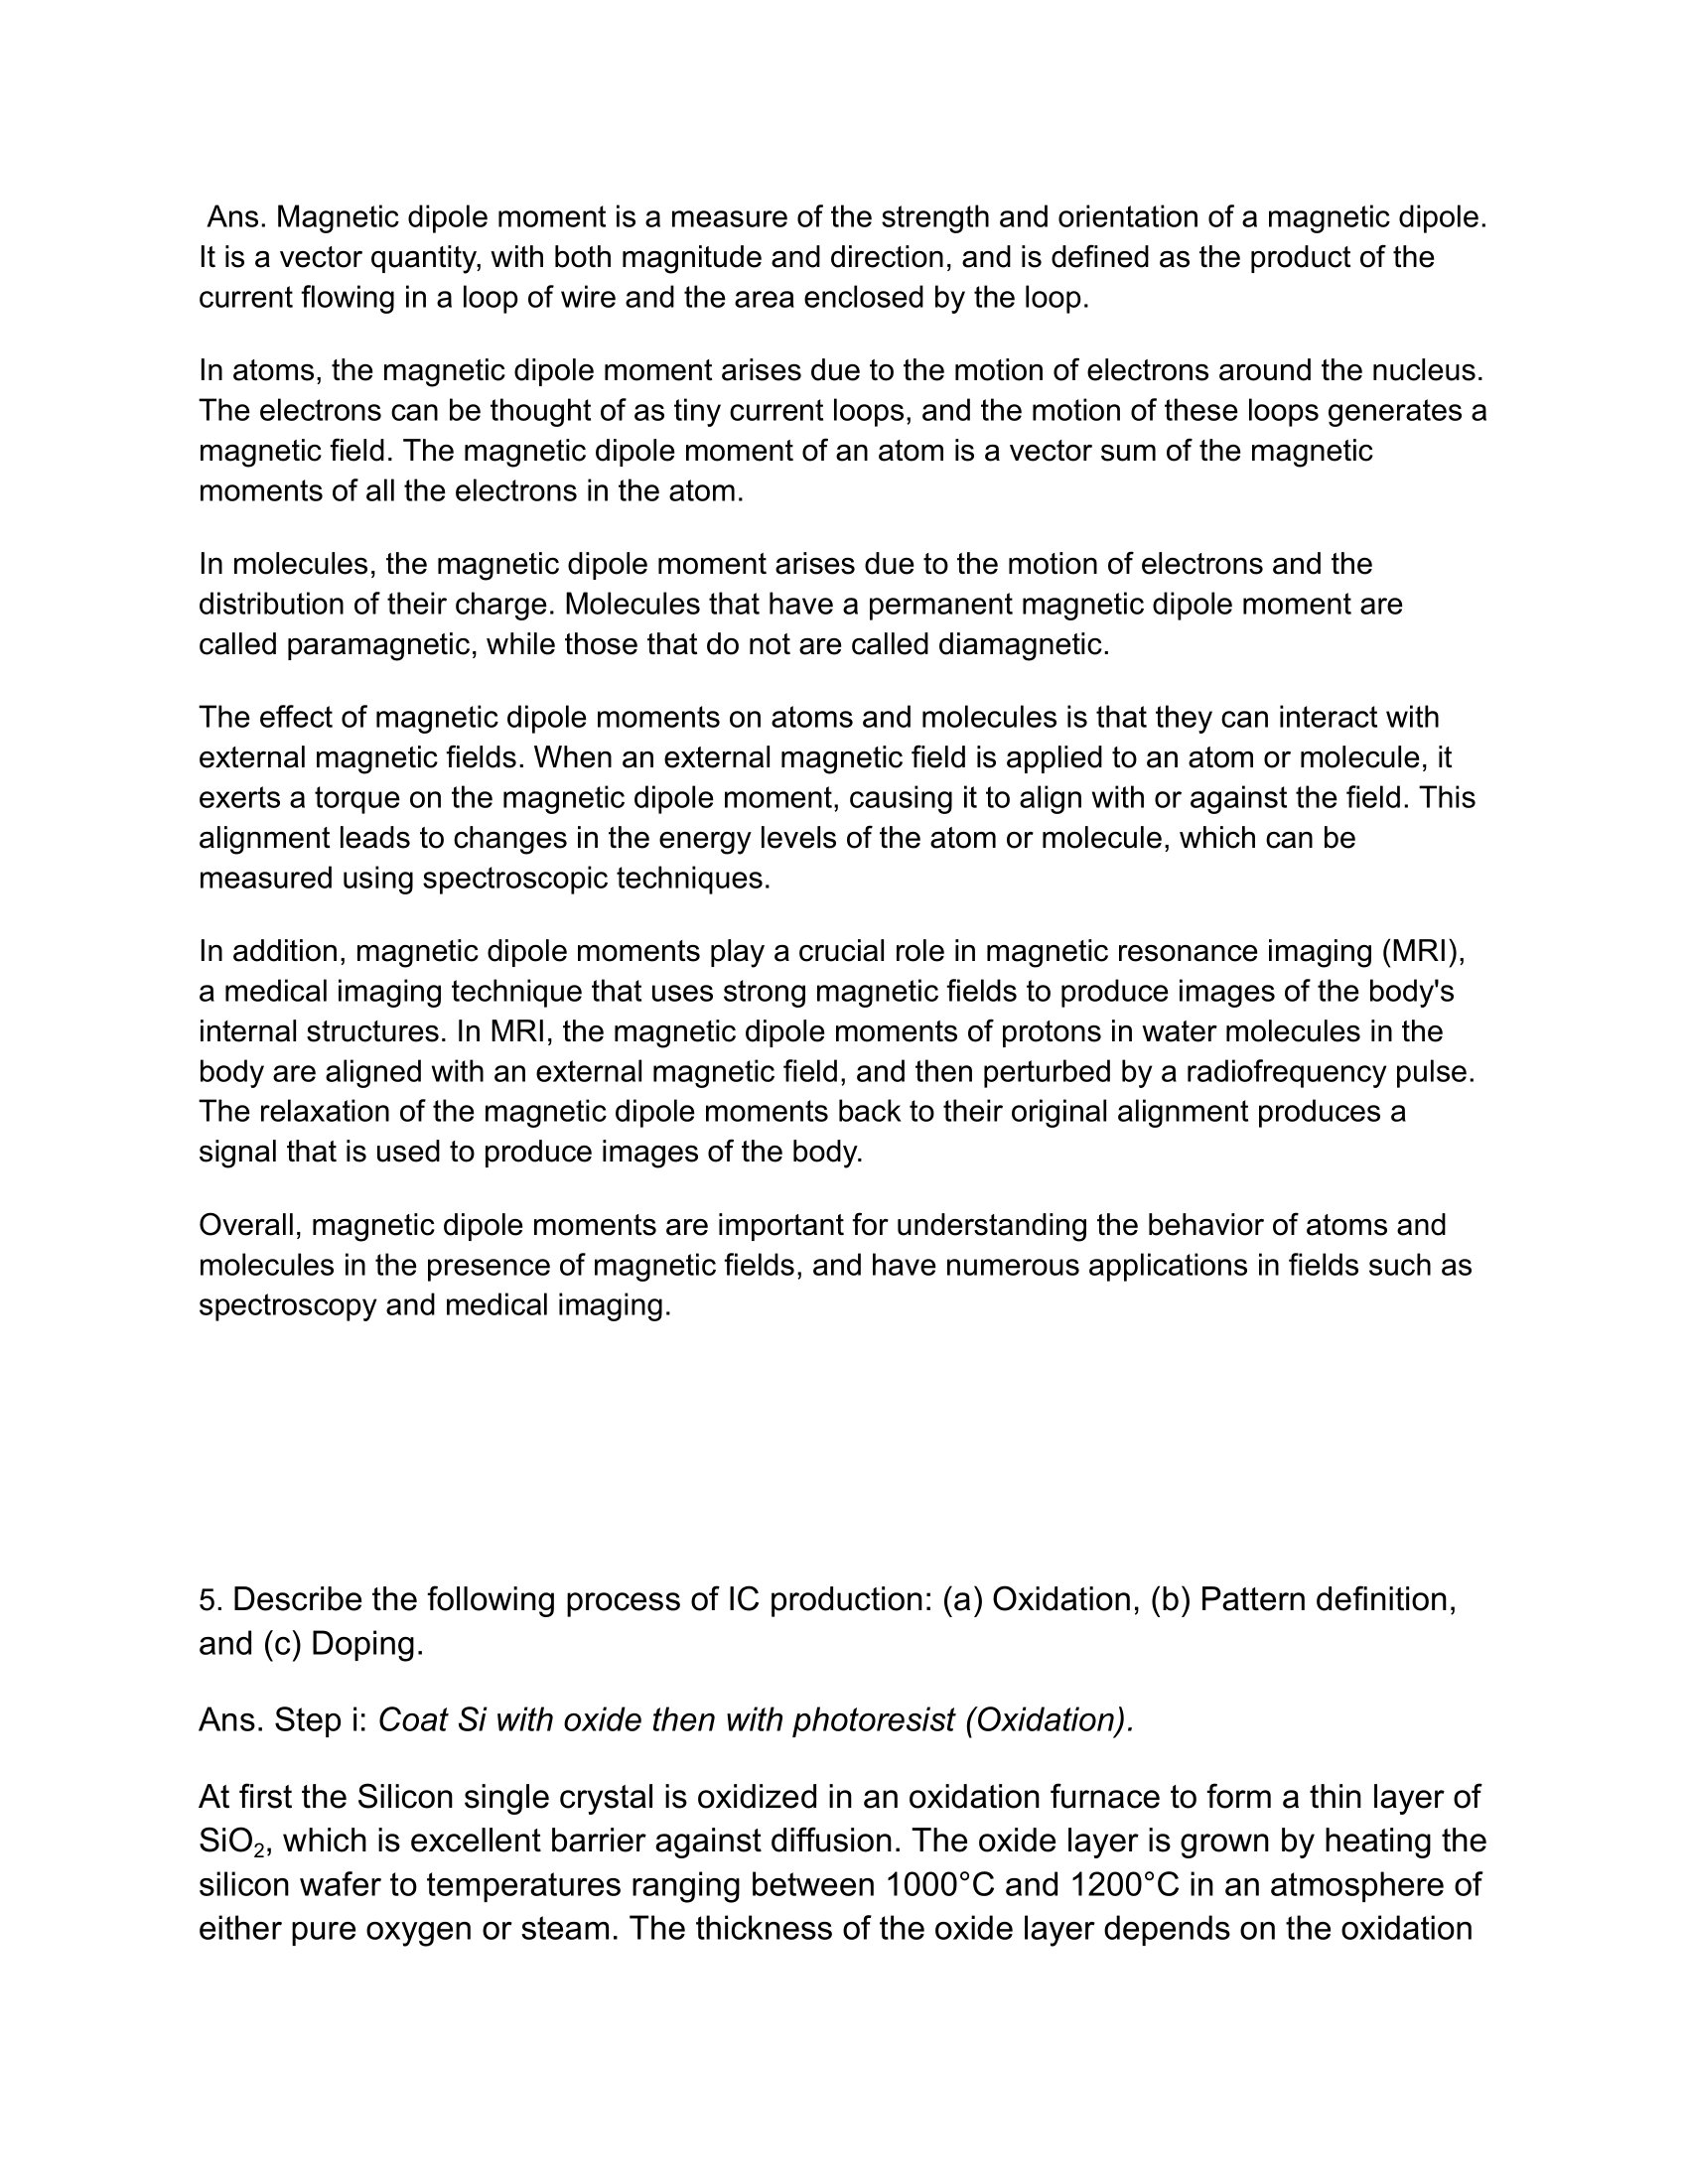 Ans. Magnetic dipole moment is a measure of the strength and orientation of a magnetic dipole.
It is a vector quantity, with both magnitude and direction, and is defined as the product of the
current flowing in a loop of wire and the area enclosed by the loop.
In atoms, the magnetic dipole moment arises due to the motion of electrons around the nucleus.
The electrons can be thought of as tiny current loops, and the motion of these loops generates a
magnetic field. The magnetic dipole moment of an atom is a vector sum of the magnetic
moments of all the electrons in the atom.
In molecules, the magnetic dipole moment arises due to the motion of electrons and the
distribution of their charge. Molecules that have a permanent magnetic dipole moment are
called paramagnetic, while those that do not are called diamagnetic.
The effect of magnetic dipole moments on atoms and molecules is that they can interact with
external magnetic fields. When an external magnetic field is applied to an atom or molecule, it
exerts a torque on the magnetic dipole moment, causing it to align with or against the field. This
alignment leads to changes in the energy levels of the atom or molecule, which can be
measured using spectroscopic techniques.
In addition, magnetic dipole moments play a crucial role in magnetic resonance imaging (MRI),
a medical imaging technique that uses strong magnetic fields to produce images of the body's
internal structures. In MRI, the magnetic dipole moments of protons in water molecules in the
body are aligned with an external magnetic field, and then perturbed by a radiofrequency pulse.
The relaxation of the magnetic dipole moments back to their original alignment produces a
signal that is used to produce images of the body.
Overall, magnetic dipole moments are important for understanding the behavior of atoms and
molecules in the presence of magnetic fields, and have numerous applications in fields such as
spectroscopy and medical imaging.
5. Describe the following process of IC production: (a) Oxidation, (b) Pattern definition,
and (c) Doping.
Ans. Step i: Coat Si with oxide then with photoresist (Oxidation).
At first the Silicon single crystal is oxidized in an oxidation furnace to form a thin layer of
SiO₂, which is excellent barrier against diffusion. The oxide layer is grown by heating the
silicon wafer to temperatures ranging between 1000°C and 1200°C in an atmosphere of
either pure oxygen or steam. The thickness of the oxide layer depends on the oxidation